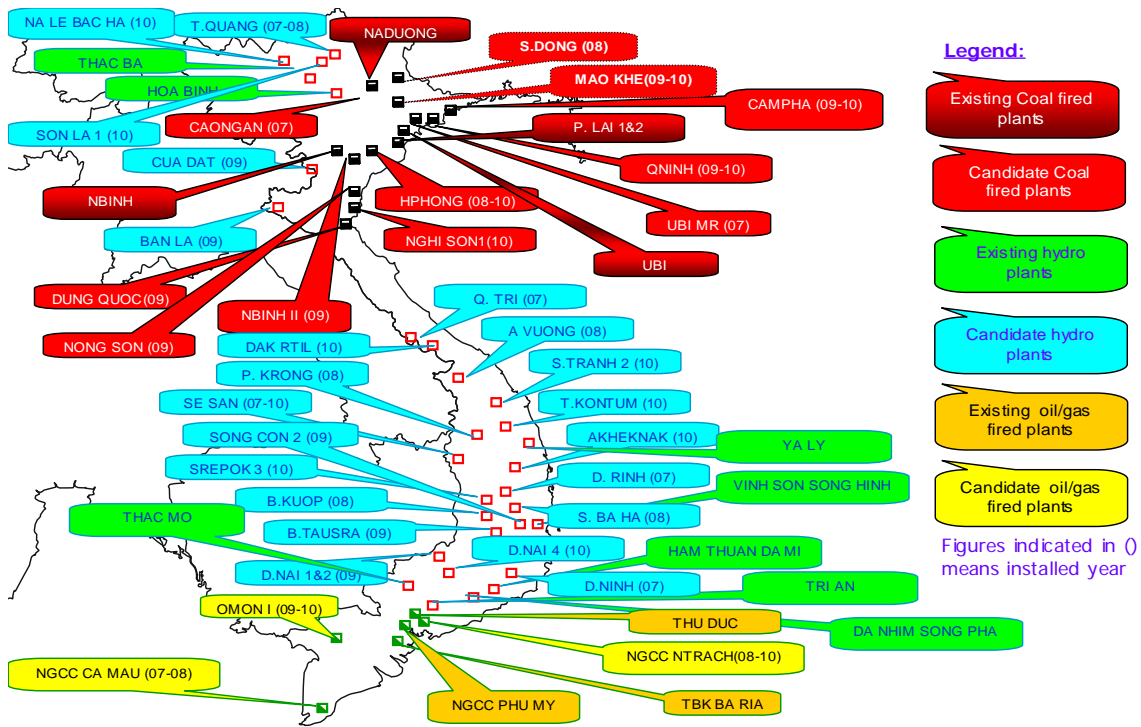 NA LE BAC HA (10)
T.QUANG (07-08)
NADUONG
S.DONG (08)
THAC BA
MAO KHE(09-10)
HOA BINH
CAMPHA (09-10)
CAONGAN (07)
P. LAI 1&2
SON LA 1 (10)
CUA DAT (09)
QNINH (09-10)
NBINH
HPHONG (08-10)
UBI MR (07)
BAN LA (09)
NGHI SON1(10)
UBI
DUNG QUOC(09)
NBINH II (09)
NONG SON (09)
Q. TRI (07)
A VUONG (08)
DAK RTIL (10)
S.TRANH 2 (10)
P. KRONG (08)
T.KONTUM (10)
SE SAN (07-10)
SONG CON 2 (09)
AKHEKNAK (10)
YA LY
SREPOK 3 (10)
D. RINH (07)
VINH SON SONG HINH
B.KUOP (08)
S. BA HA (08)
THAC MO
B.TAUSRA (09)
D.NAI 4 (10)
HAM THUAN DA MI
D.NAI 1&2 (09)
D.NINH (07)
TRI AN
OMON I (09-10)
THU DUC
DA NHIM SONG PHA
NGCC NTRACH(08-10)
NGCC CA MAU (07-08)
NGCC PHU MY
TBK BA RIA
Legend:
Existing Coal fired
plants
Candidate Coal
fired plants
Existing hydro
plants
Candidate hydro
plants
Existing oil/gas
fired plants
Candidate oil/gas
fired plants
Figures indicated in ()
means installed year